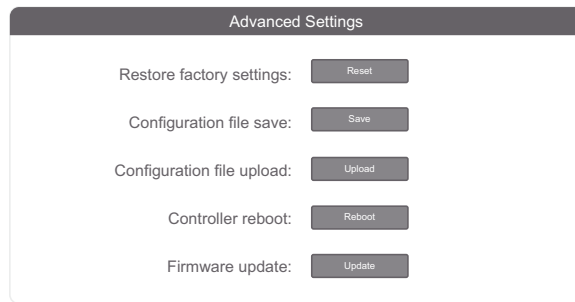 Advanced Settings
Restore factory settings: Reset
Configuration file save: Save
Configuration file upload: Upload
Controller reboot: Reboot
Firmware update: Update